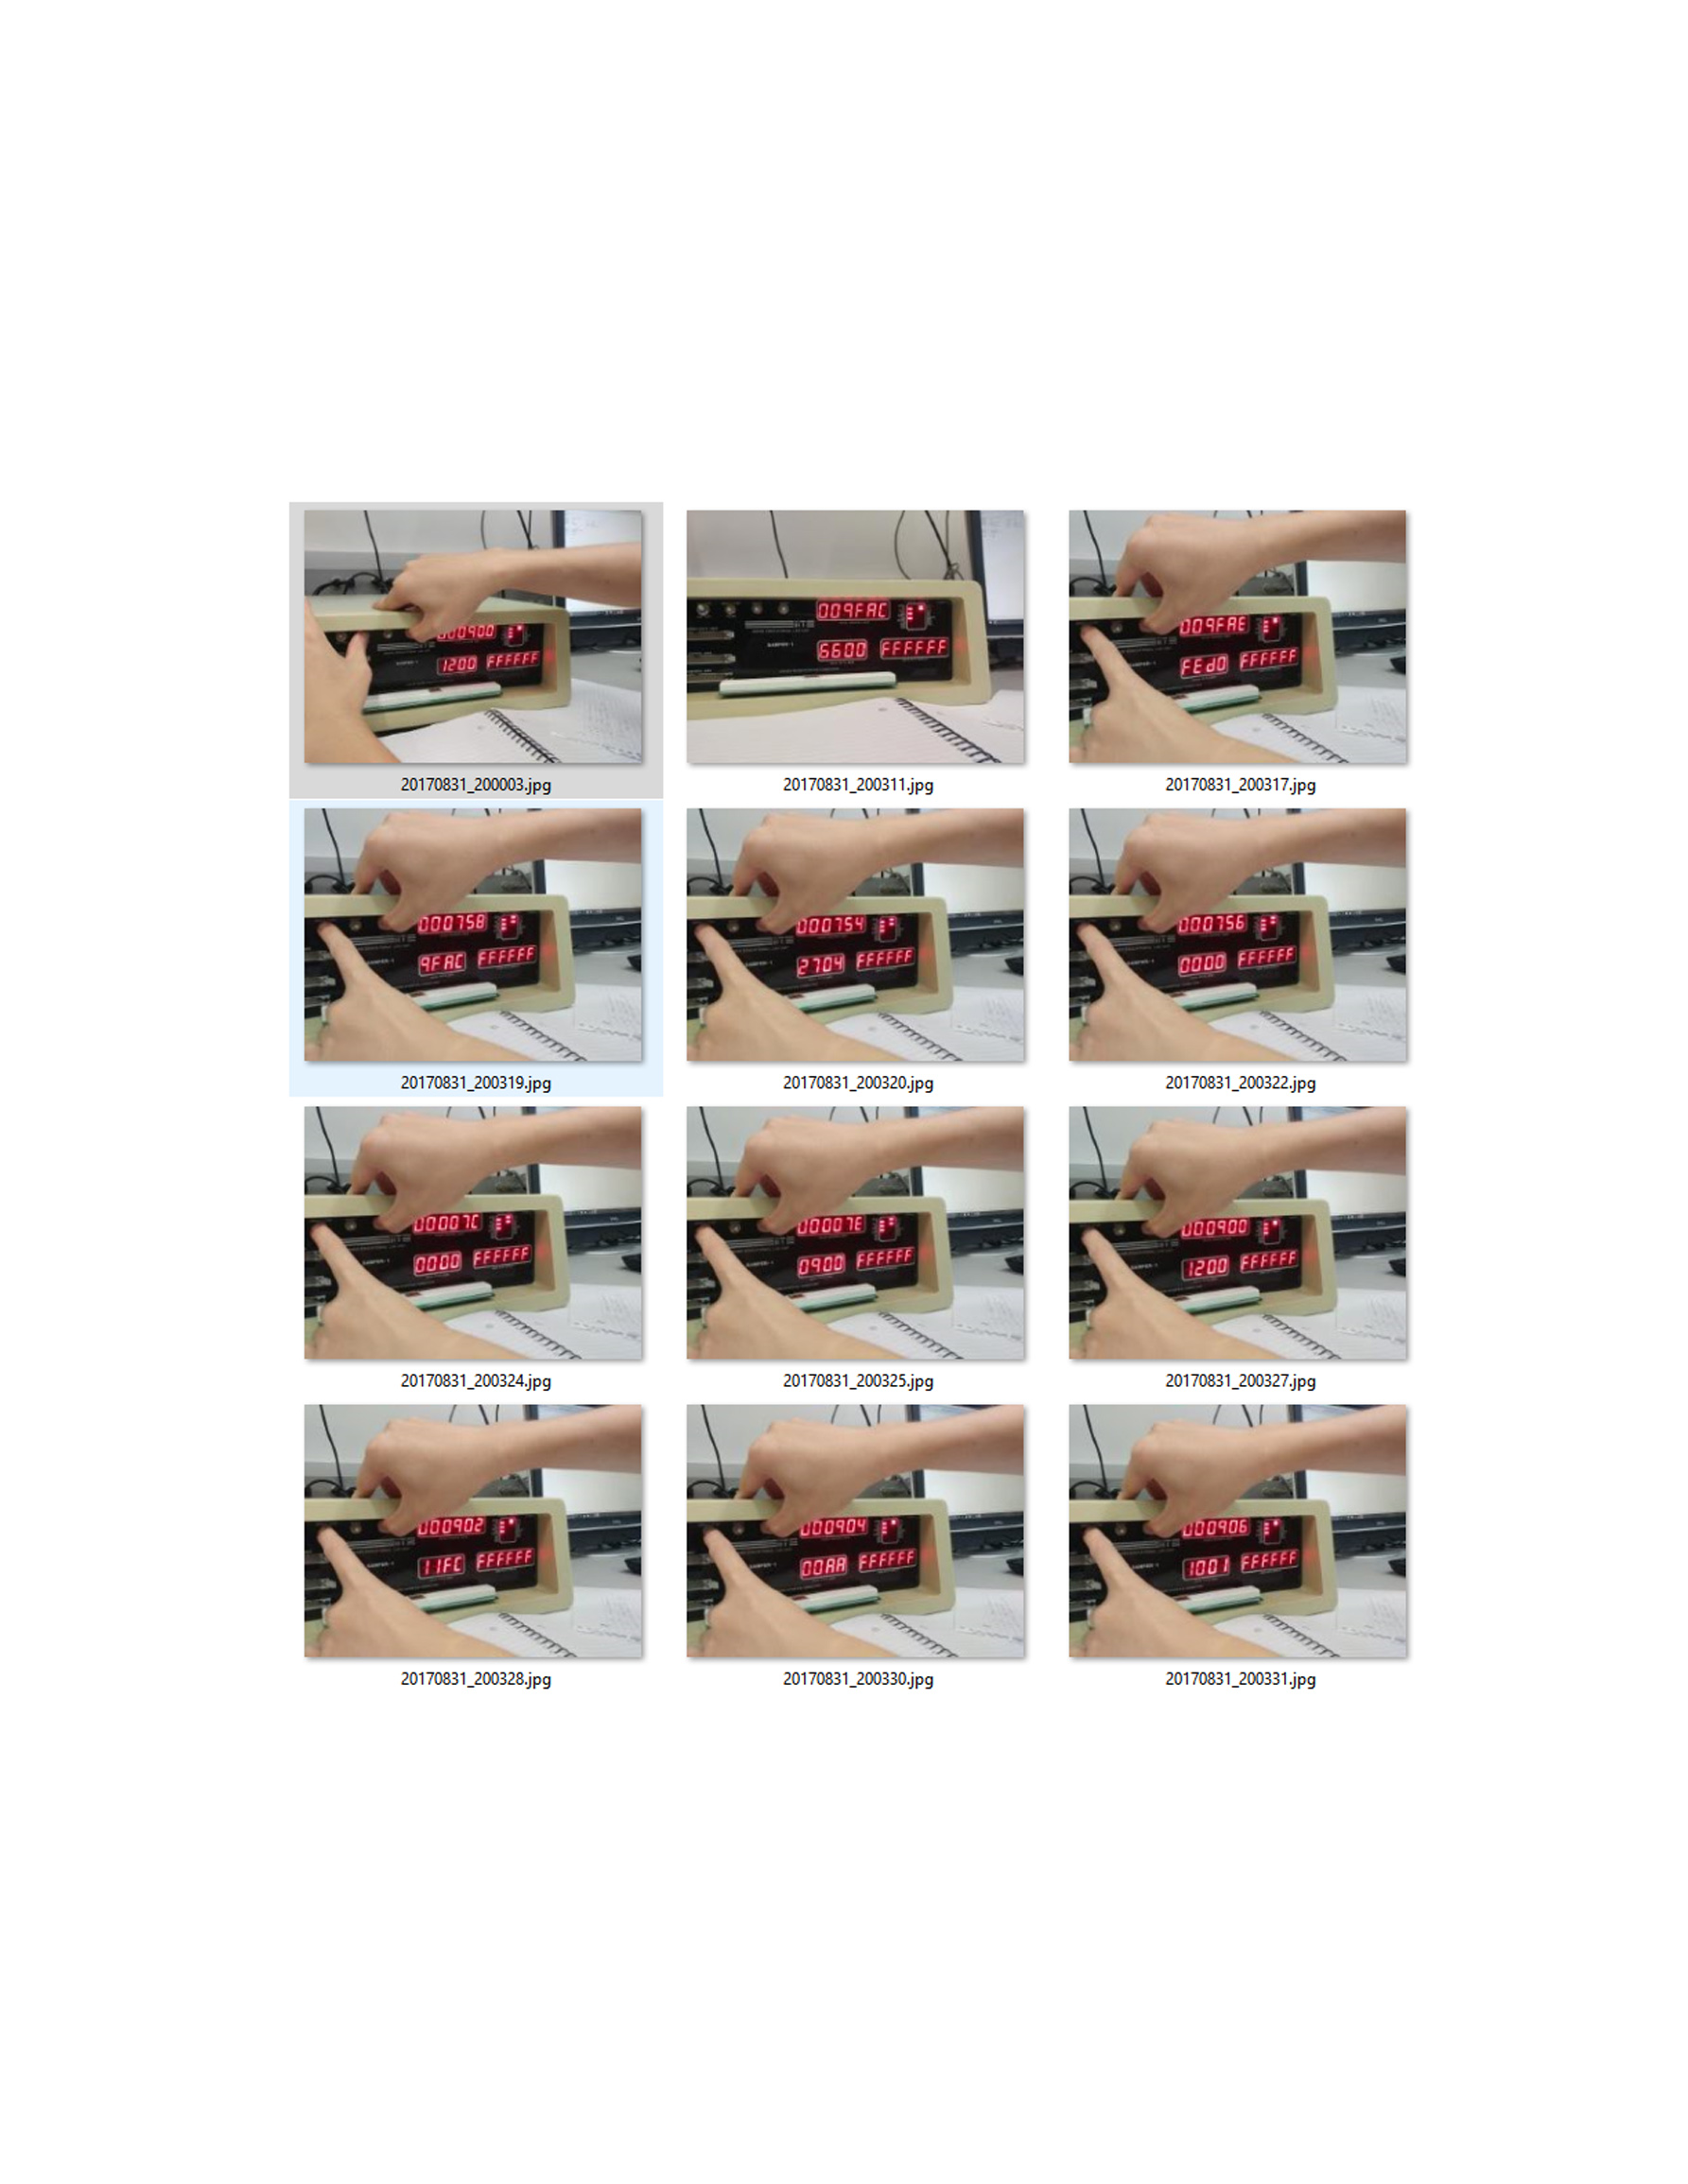 000900
1200 FFFFFF
20170831_200003.jpg
009FAC
5600 FFFFFF
20170831_200311.jpg
009FAE
FEd0 FFFFFF
20170831_200317.jpg
000758
9FAC FFFFFF
20170831_200319.jpg
000754
2704 FFFFFF
20170831_200320.jpg
000756
0000 FFFFFF
20170831_200322.jpg
00007C
0000 FFFFFF
20170831_200324.jpg
00007E
0900 FFFFFF
20170831_200325.jpg
000900
1200 FFFFFF
20170831_200327.jpg
000902
11FC FFFFFF
20170831_200328.jpg
000904
00AA FFFFFF
20170831_200330.jpg
000906
1001 FFFFFF
20170831_200331.jpg